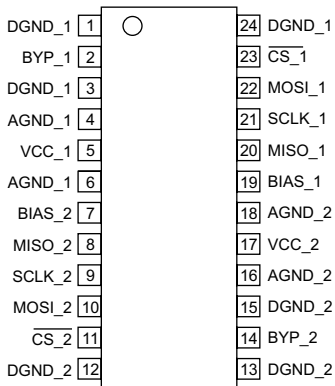 DGND_1 1 24 DGND_1
BYP_1 2 23 CS_1
DGND_1 3 22 MOSI_1
AGND_1 4 21 SCLK_1
VCC_1 5 20 MISO_1
AGND_1 6 19 BIAS_1
BIAS_2 7 18 AGND_2
MISO_2 8 17 VCC_2
SCLK_2 9 16 AGND_2
MOSI_2 10 15 DGND_2
CS_2 11 14 BYP_2
DGND_2 12 13 DGND_2